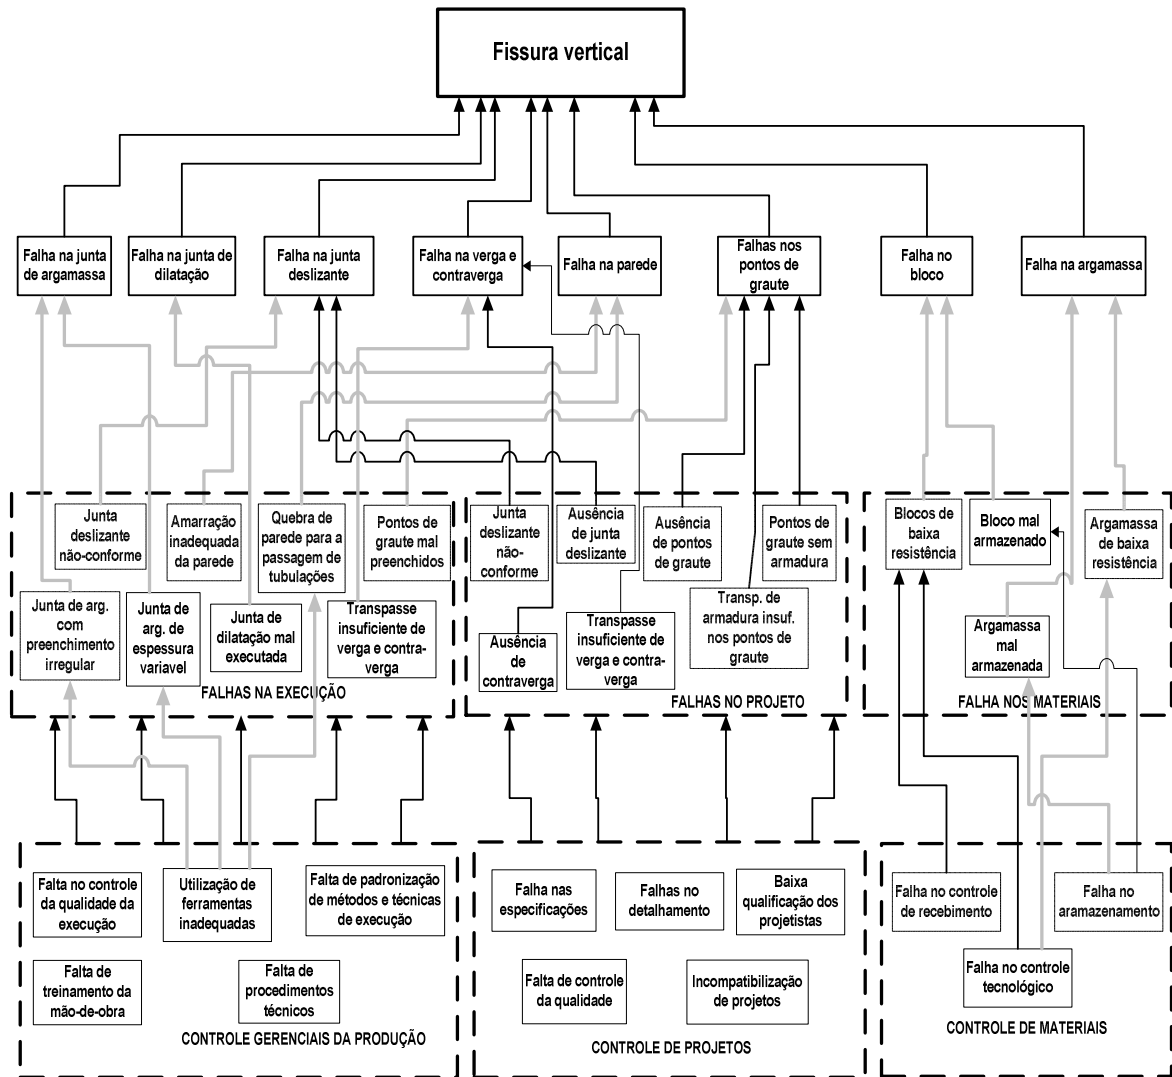 Fissura vertical
Falha na junta
de argamassa
Falha na junta de
dilatação
Falha na junta
deslizante
Falha na verga e
contraverga
Falha na parede
Falhas nos
pontos de
graute
Falha no
bloco
Falha na argamassa
Junta
deslizante
não-conforme
Amarração
inadequada
da parede
Quebra de
parede para a
passagem de
tubulações
Pontos de
graute mal
preenchidos
Junta de arg.
com
preenchimento
irregular
Junta de
arg. de
espessura
variavel
Junta de
dilatação mal
executada
Transpasse
insuficiente de
verga e contra-
verga
FALHAS NA EXECUÇÃO
Junta
deslizante
não-
conforme
Ausência
de junta
deslizante
Ausência
de pontos
de graute
Pontos de
graute sem
armadura
Ausência
de
contraverga
Transpasse
insuficiente de
verga e contra-
verga
Transp. de
armadura insuf.
nos pontos de
graute
FALHAS NO PROJETO
Blocos de
baixa
resistência
Bloco mal
armazenado
Argamassa
de baixa
resistência
Argamassa
mal
armazenada
FALHA NOS MATERIAIS
Falta no controle
da qualidade da
execução
Utilização de
ferramentas
inadequadas
Falta de padronização
de métodos e técnicas
de execução
Falta de
treinamento da
mão-de-obra
Falta de
procedimentos
técnicos
CONTROLE GERENCIAIS DA PRODUÇÃO
Falha nas
especificações
Falhas no
detalhamento
Baixa
qualificação dos
projetistas
Falta de controle
da qualidade
Incompatibilização
de projetos
CONTROLE DE PROJETOS
Falha no controle
de recebimento
Falha no
aramazenamento
Falha no controle
tecnológico
CONTROLE DE MATERIAIS